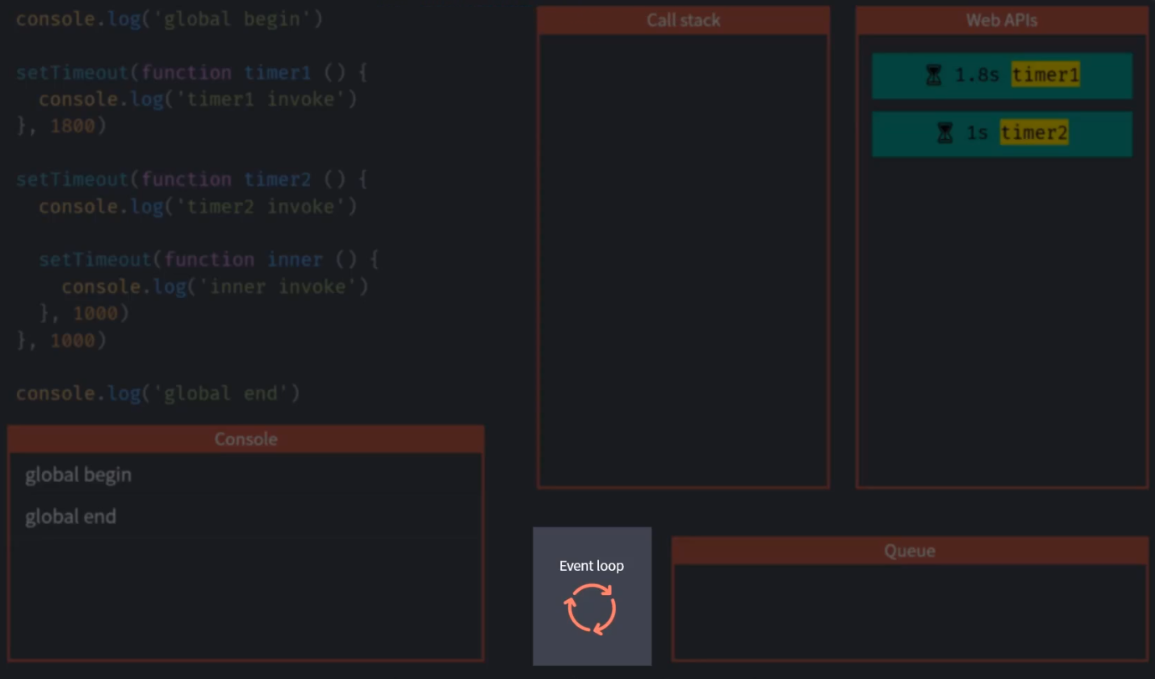 console.log('global begin')
setTimeout(function timer1 () {
  console.log('timer1 invoke')
}, 1800)
setTimeout(function timer2 () {
  console.log('timer2 invoke')
  setTimeout(function inner () {
    console.log('inner invoke')
  }, 1000)
}, 1000)
console.log('global end')
Console
global begin
global end
Call stack
Web APIs
1.8s timer1
1s timer2
Event loop
Queue